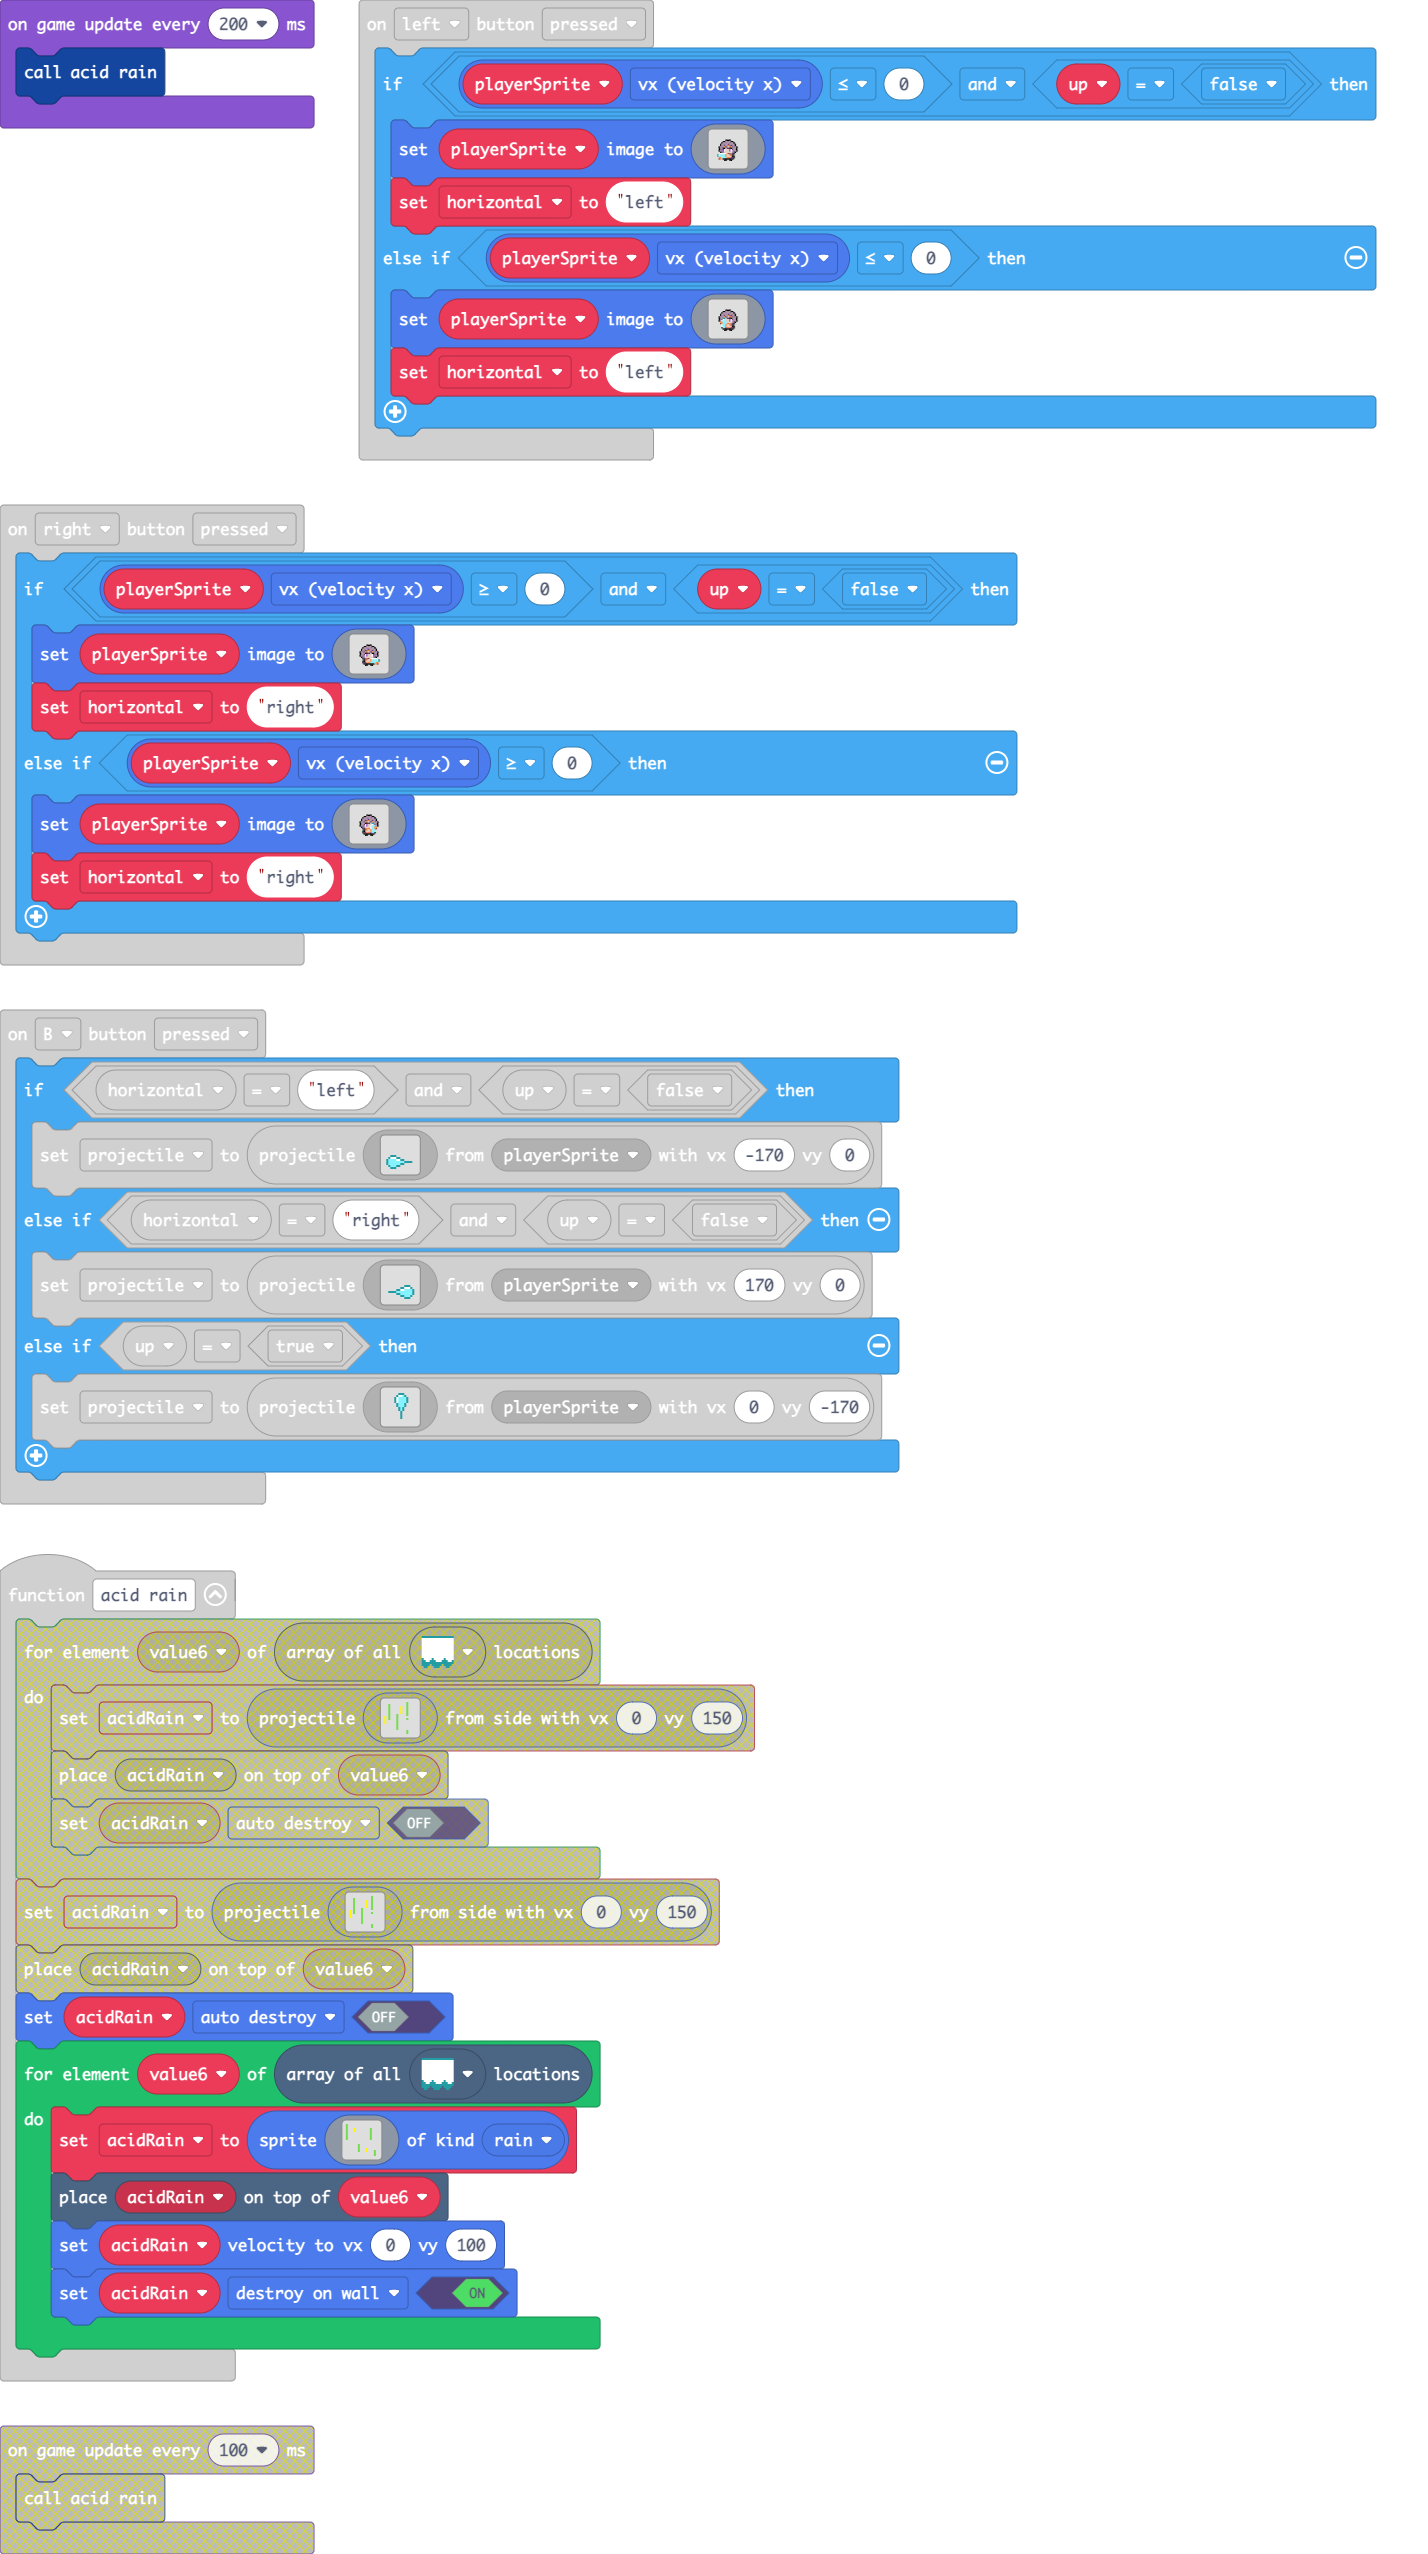 on game update every 200 ms
call acid rain
on left button pressed
if playerSprite vx (velocity x) ≤ 0 and up = false then
set playerSprite image to
set horizontal to "left"
else if playerSprite vx (velocity x) ≤ 0 then
set playerSprite image to
set horizontal to "left"
on right button pressed
if playerSprite vx (velocity x) ≥ 0 and up = false then
set playerSprite image to
set horizontal to "right"
else if playerSprite vx (velocity x) ≥ 0 then
set playerSprite image to
set horizontal to "right"
on B button pressed
if horizontal = "left" and up = false then
set projectile to projectile from playerSprite with vx -170 vy 0
else if horizontal = "right" and up = false then
set projectile to projectile from playerSprite with vx 170 vy 0
else if up = true then
set projectile to projectile from playerSprite with vx 0 vy -170
function acid rain
for element value6 of array of all locations
do
set acidRain to projectile from side with vx 0 vy 150
place acidRain on top of value6
set acidRain auto destroy OFF
set acidRain to projectile from side with vx 0 vy 150
place acidRain on top of value6
set acidRain auto destroy OFF
for element value6 of array of all locations
do
set acidRain to sprite of kind rain
place acidRain on top of value6
set acidRain velocity to vx 0 vy 100
set acidRain destroy on wall ON
on game update every 100 ms
call acid rain